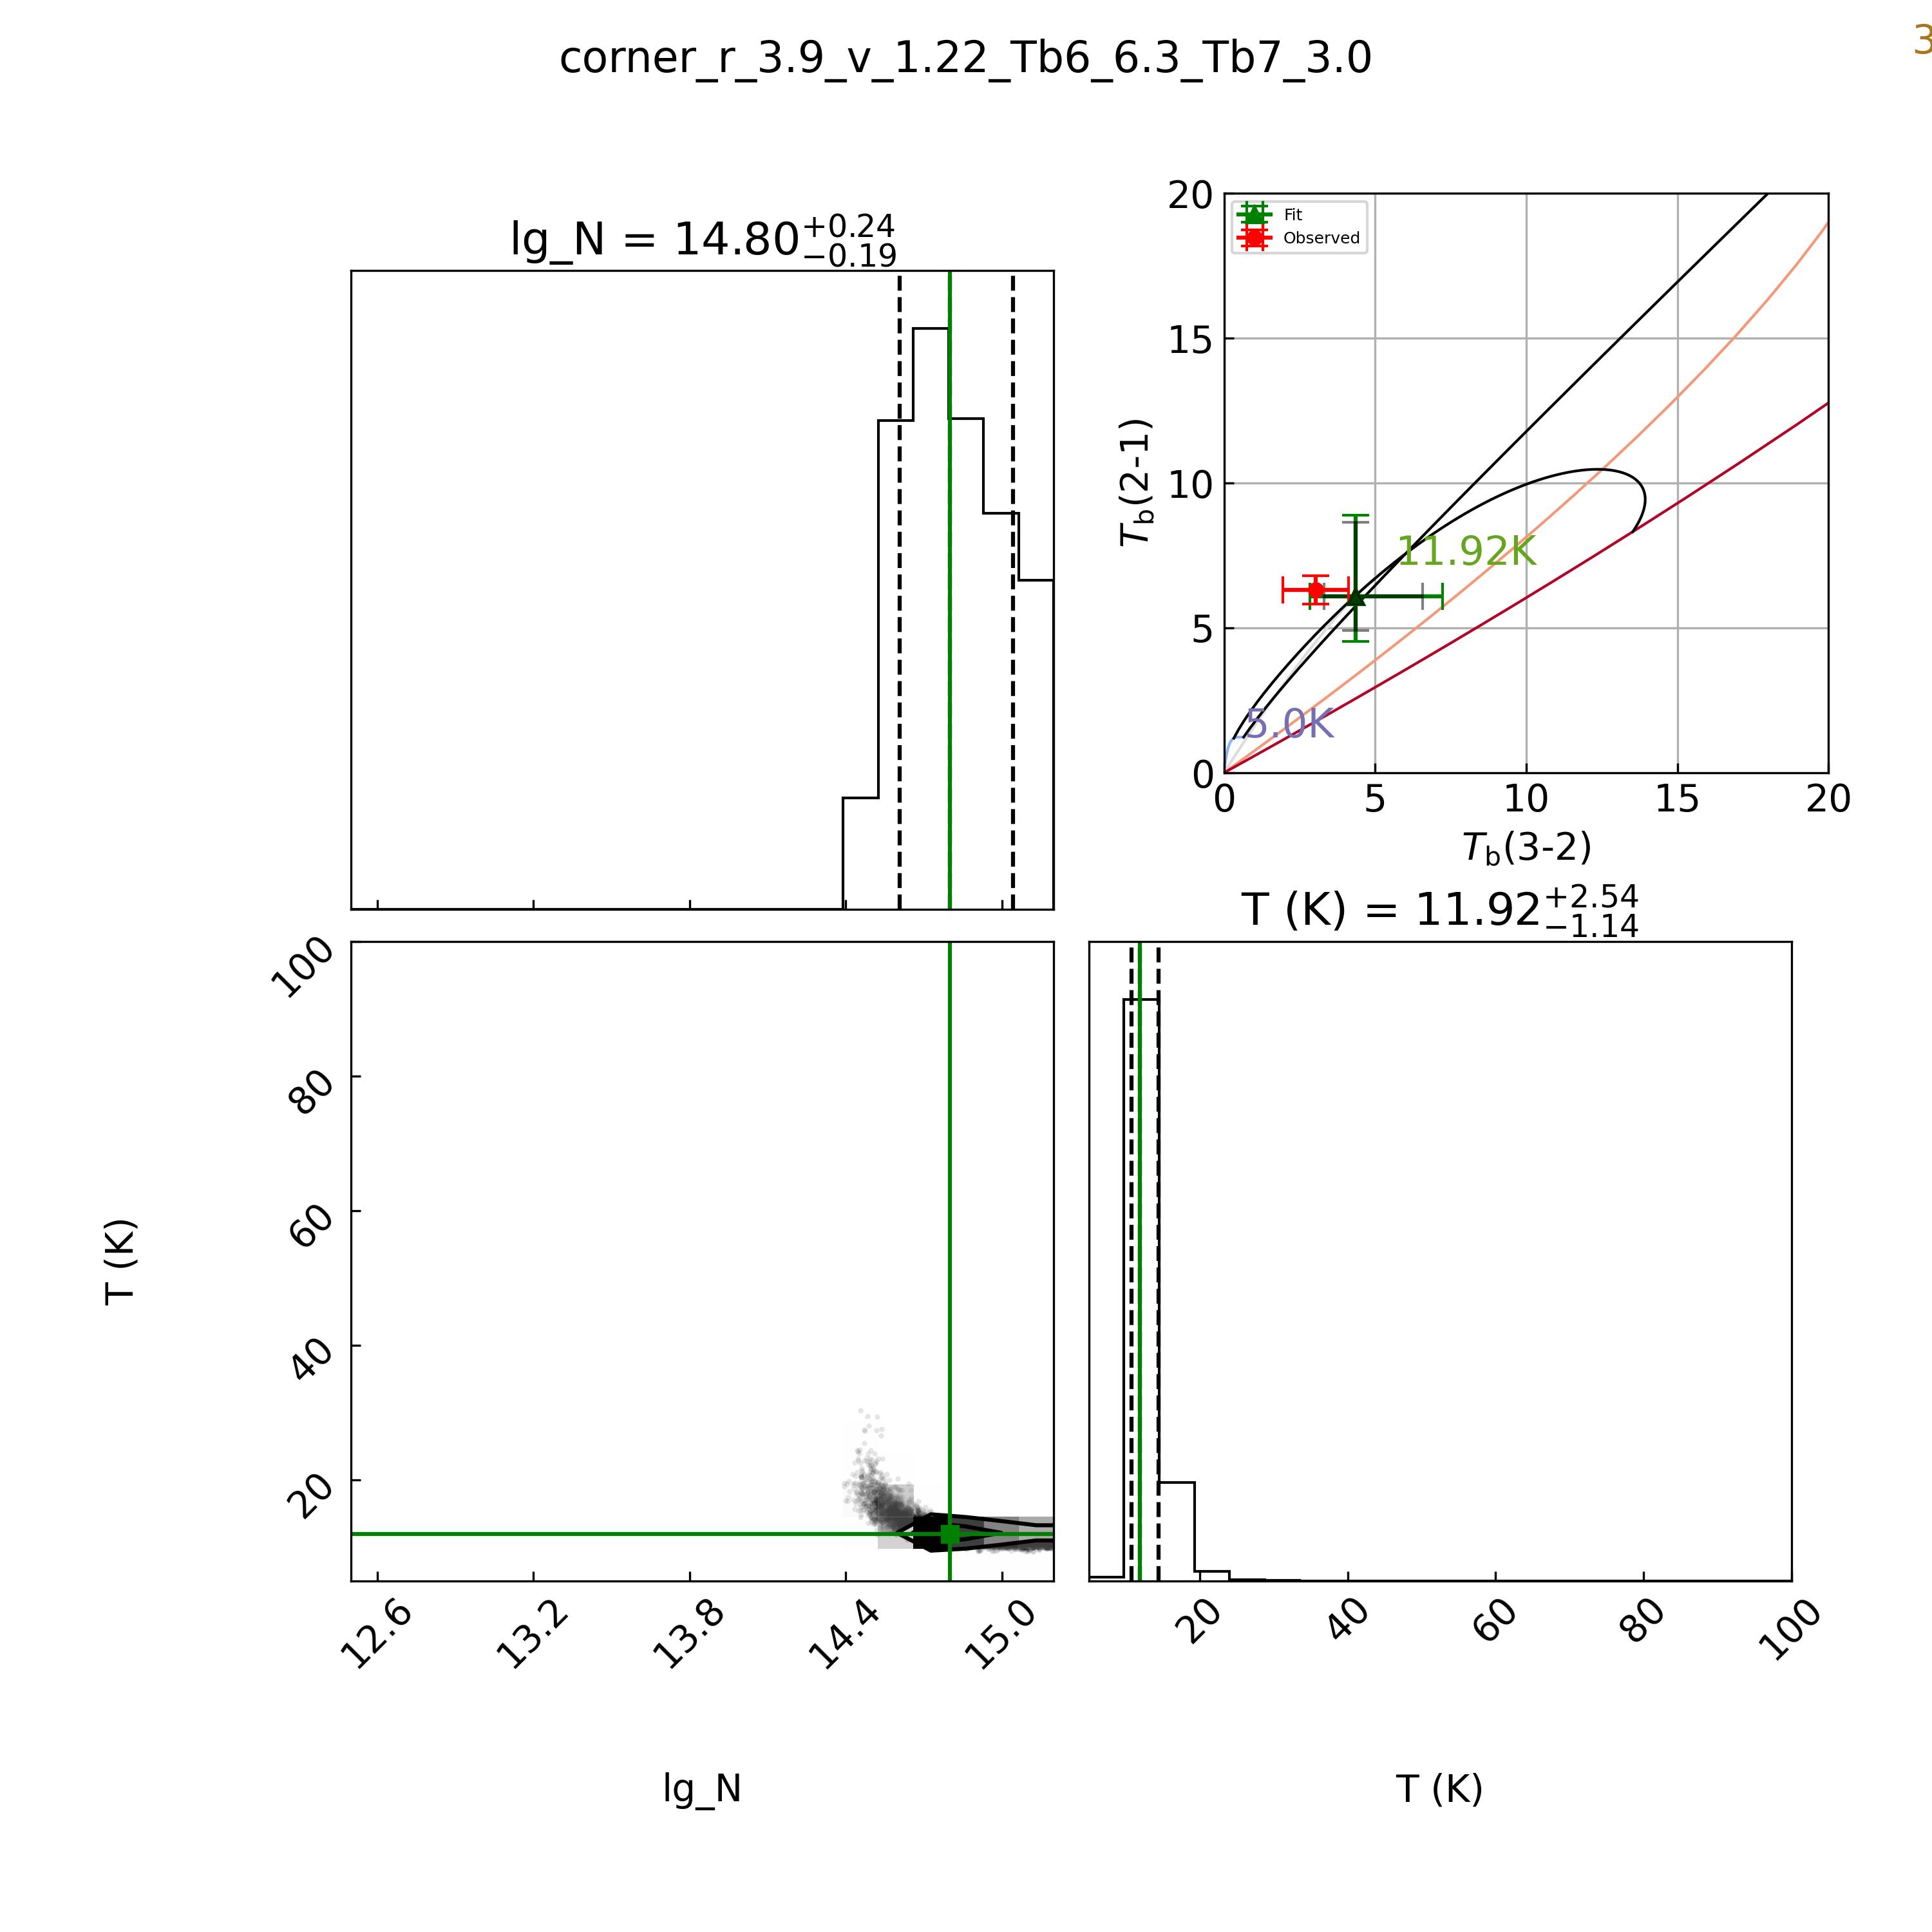 corner_r_3.9_v_1.22_Tb6_6.3_Tb7_3.0
3
lg_N = 14.80 +0.24 −0.19
Fit
Observed
20
15
10
5
0
T_b(2-1)
11.92K
5.0K
0 5 10 15 20
T_b(3-2)
T (K) = 11.92 +2.54 −1.14
100
80
60
40
20
T (K)
12.6 13.2 13.8 14.4 15.0
lg_N
20 40 60 80 100
T (K)